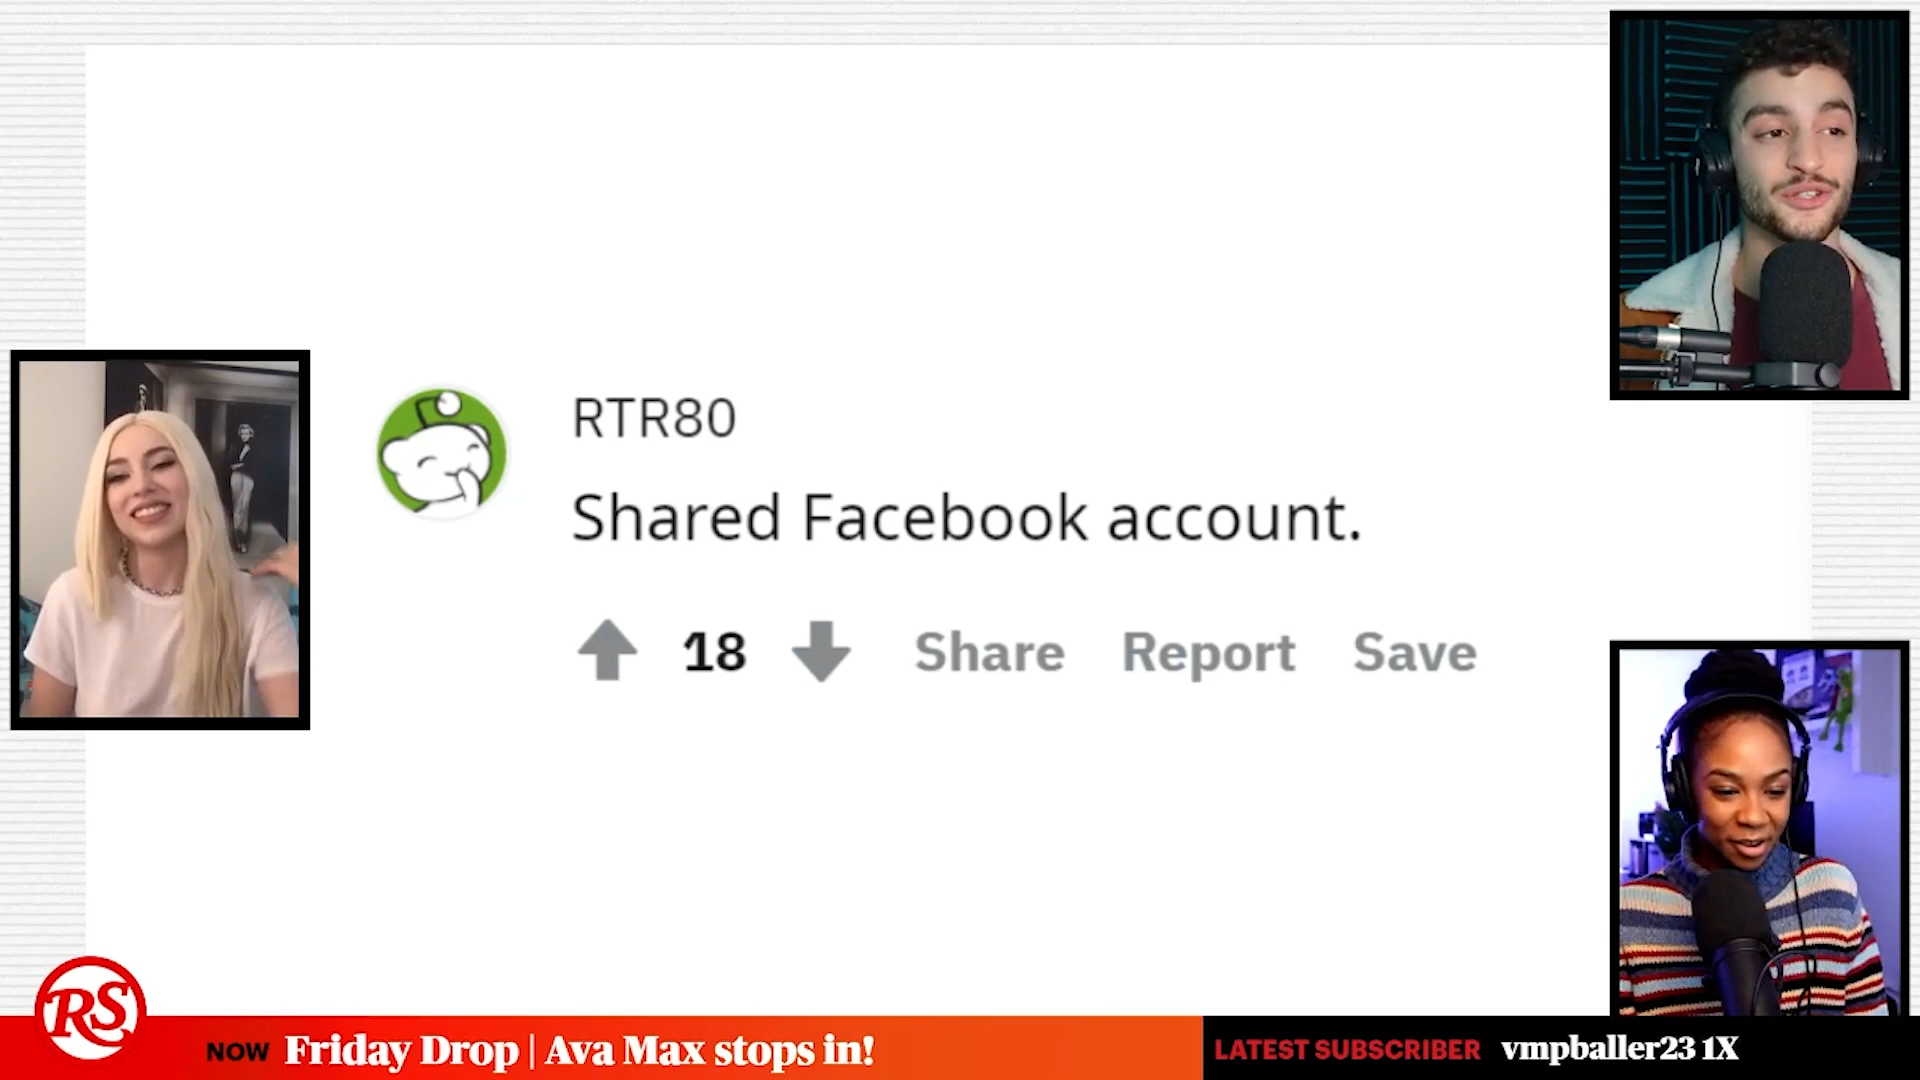 RTR80
Shared Facebook account.
18 Share Report Save
RS
NOW Friday Drop | Ava Max stops in!
LATEST SUBSCRIBER vmpballer23 1X